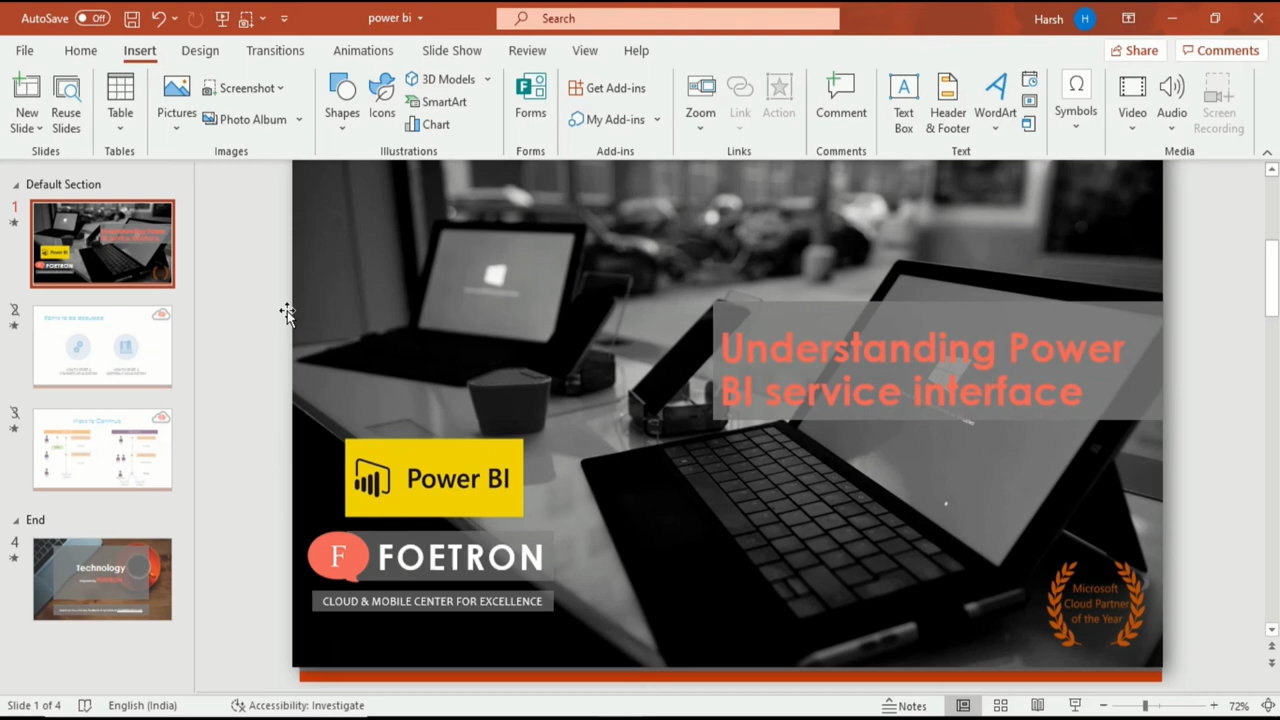 AutoSave Off
power bi
Search
Harsh H
File Home Insert Design Transitions Animations Slide Show Review View Help
Share Comments
New Slide
Reuse Slides
Slides
Table
Tables
Pictures
Screenshot
Photo Album
Images
Shapes
Icons
3D Models
SmartArt
Chart
Illustrations
Forms
Forms
Get Add-ins
My Add-ins
Add-ins
Zoom
Link
Action
Links
Comment
Comments
Text Box
Header & Footer
WordArt
Text
Ω
Symbols
Video
Audio
Screen Recording
Media
Default Section
1
2
3
End
4
Technology
Understanding Power
BI service interface
Power BI
F FOETRON
CLOUD & MOBILE CENTER FOR EXCELLENCE
Microsoft
Cloud Partner
of the Year
Slide 1 of 4
English (India)
Accessibility: Investigate
Notes
72%